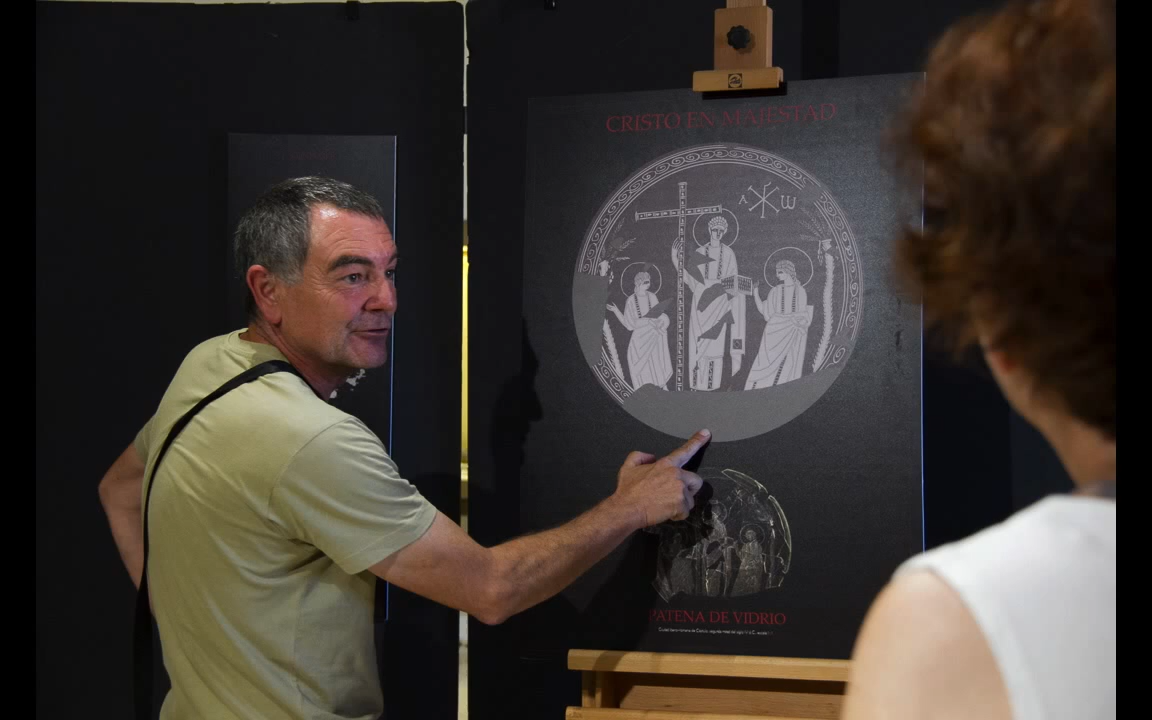 CRISTO EN MAJESTAD
A ☧ ω
PATENA DE VIDRIO